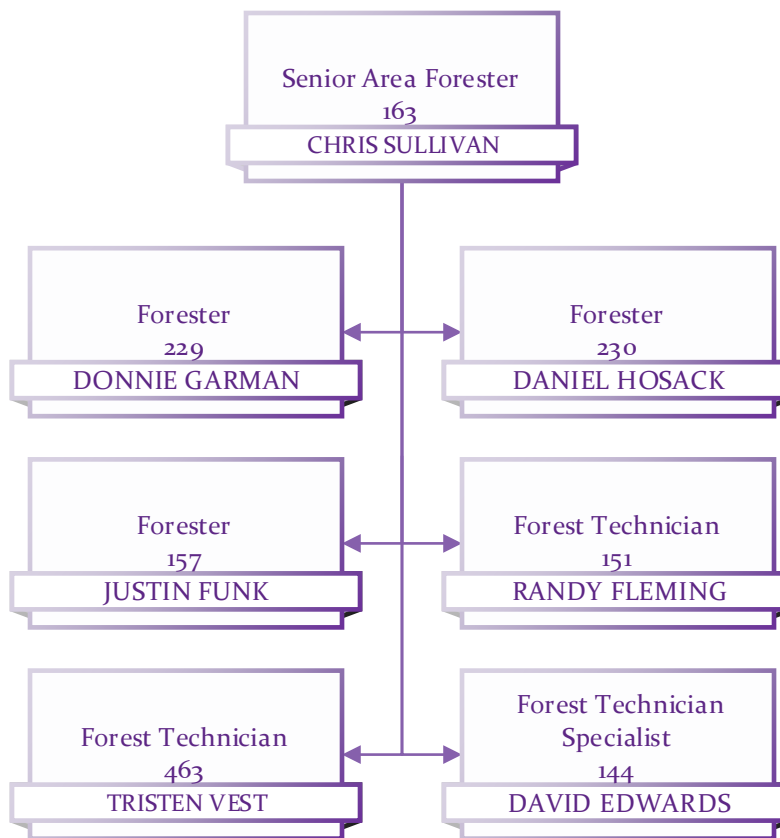 Senior Area Forester
163
CHRIS SULLIVAN
Forester
229
DONNIE GARMAN
Forester
230
DANIEL HOSACK
Forester
157
JUSTIN FUNK
Forest Technician
151
RANDY FLEMING
Forest Technician
463
TRISTEN VEST
Forest Technician
Specialist
144
DAVID EDWARDS